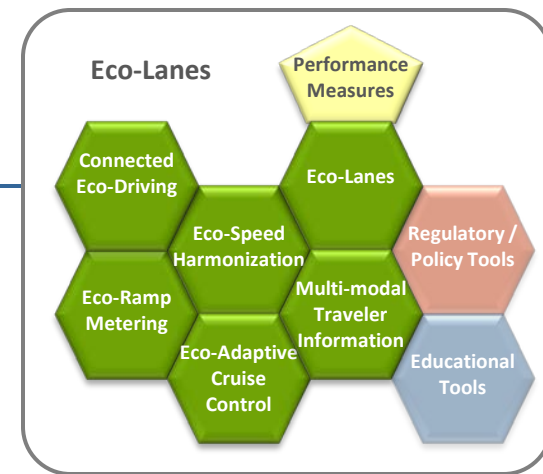 Eco-Lanes
Performance
Measures
Connected
Eco-Driving
Eco-Lanes
Eco-Speed
Harmonization
Regulatory /
Policy Tools
Eco-Ramp
Metering
Multi-modal
Traveler
Information
Eco-Adaptive
Cruise
Control
Educational
Tools